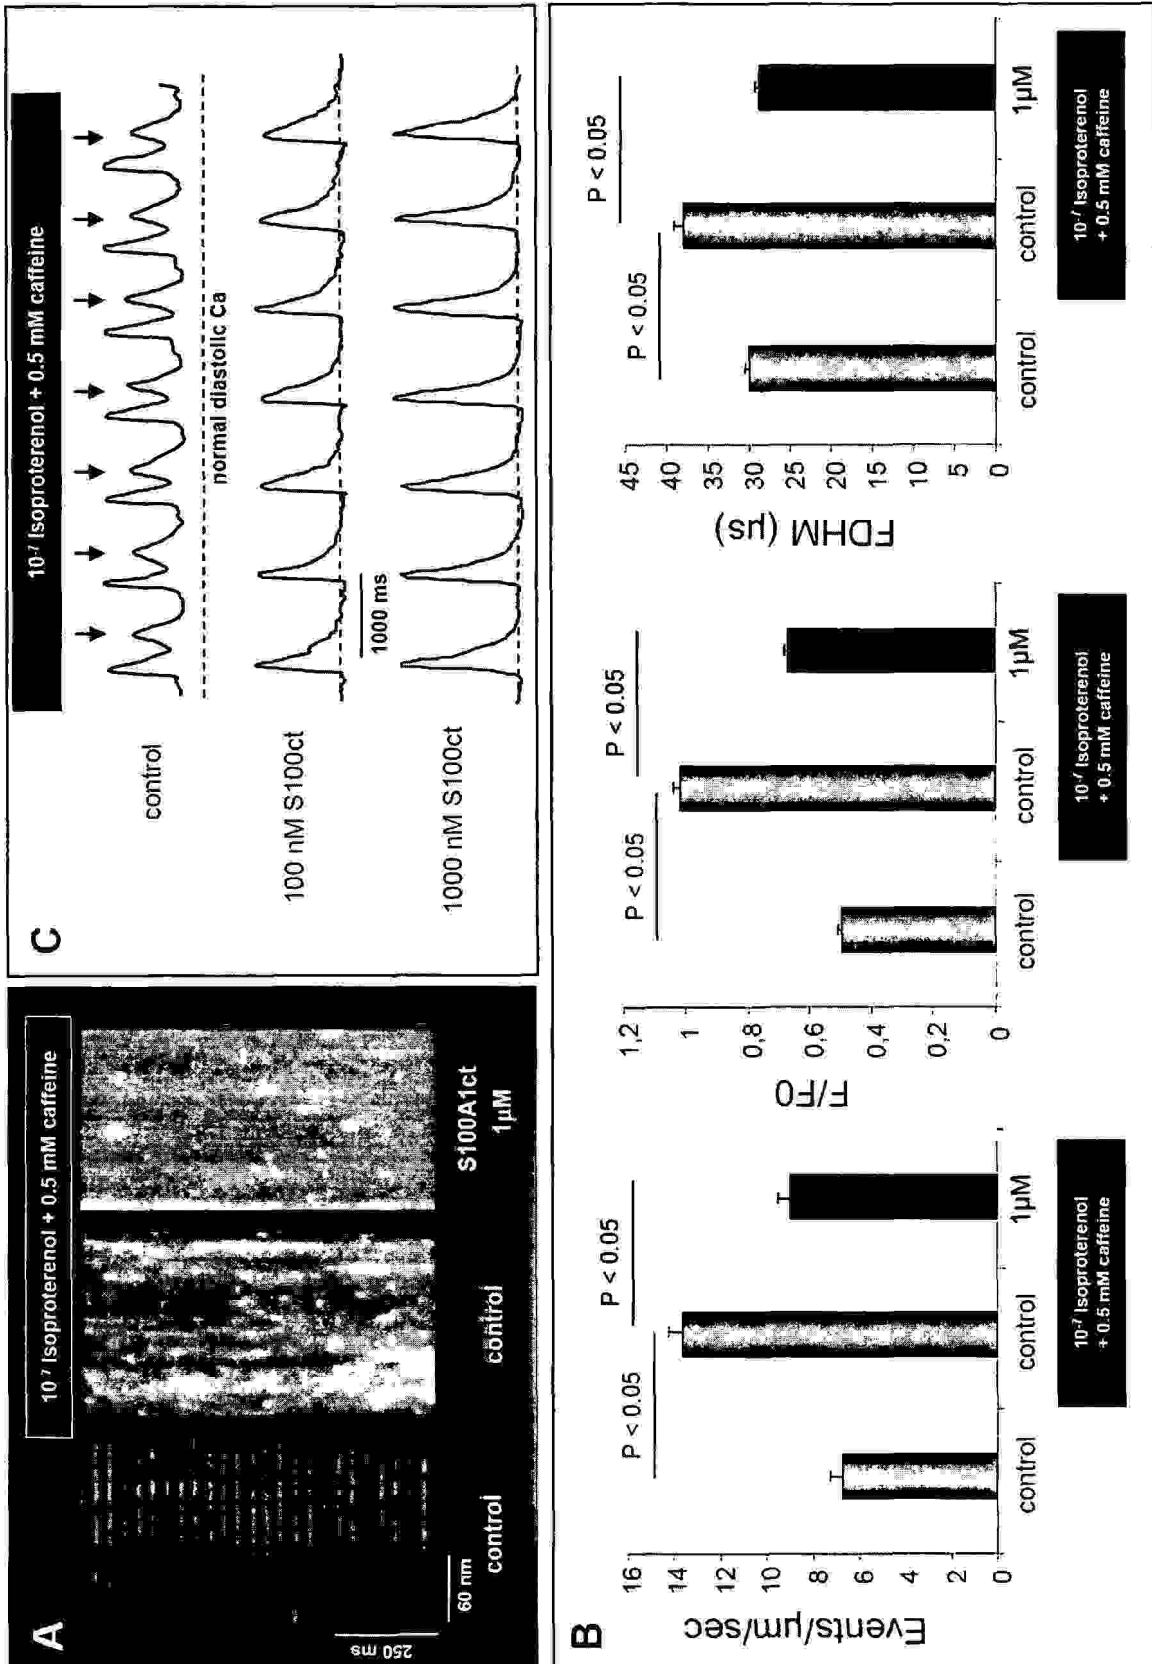 A
10⁻⁷ Isoproterenol + 0.5 mM caffeine
250 ms
60 nm
control
control
S100A1ct
1µM
C
10⁻⁷ Isoproterenol + 0.5 mM caffeine
control
normal diastolic Ca
100 nM S100ct
1000 ms
1000 nM S100ct
B
Events/µm/sec
16
14
12
10
8
6
4
2
0
P < 0.05
P < 0.05
control
control
1µM
10⁻⁷ Isoproterenol
+ 0.5 mM caffeine
F/F0
1,2
1
0,8
0,6
0,4
0,2
0
P < 0.05
P < 0.05
control
control
1µM
10⁻⁷ Isoproterenol
+ 0.5 mM caffeine
FDHM (µs)
45
40
35
30
25
20
15
10
5
0
P < 0.05
P < 0.05
control
control
1µM
10⁻⁷ Isoproterenol
+ 0.5 mM caffeine